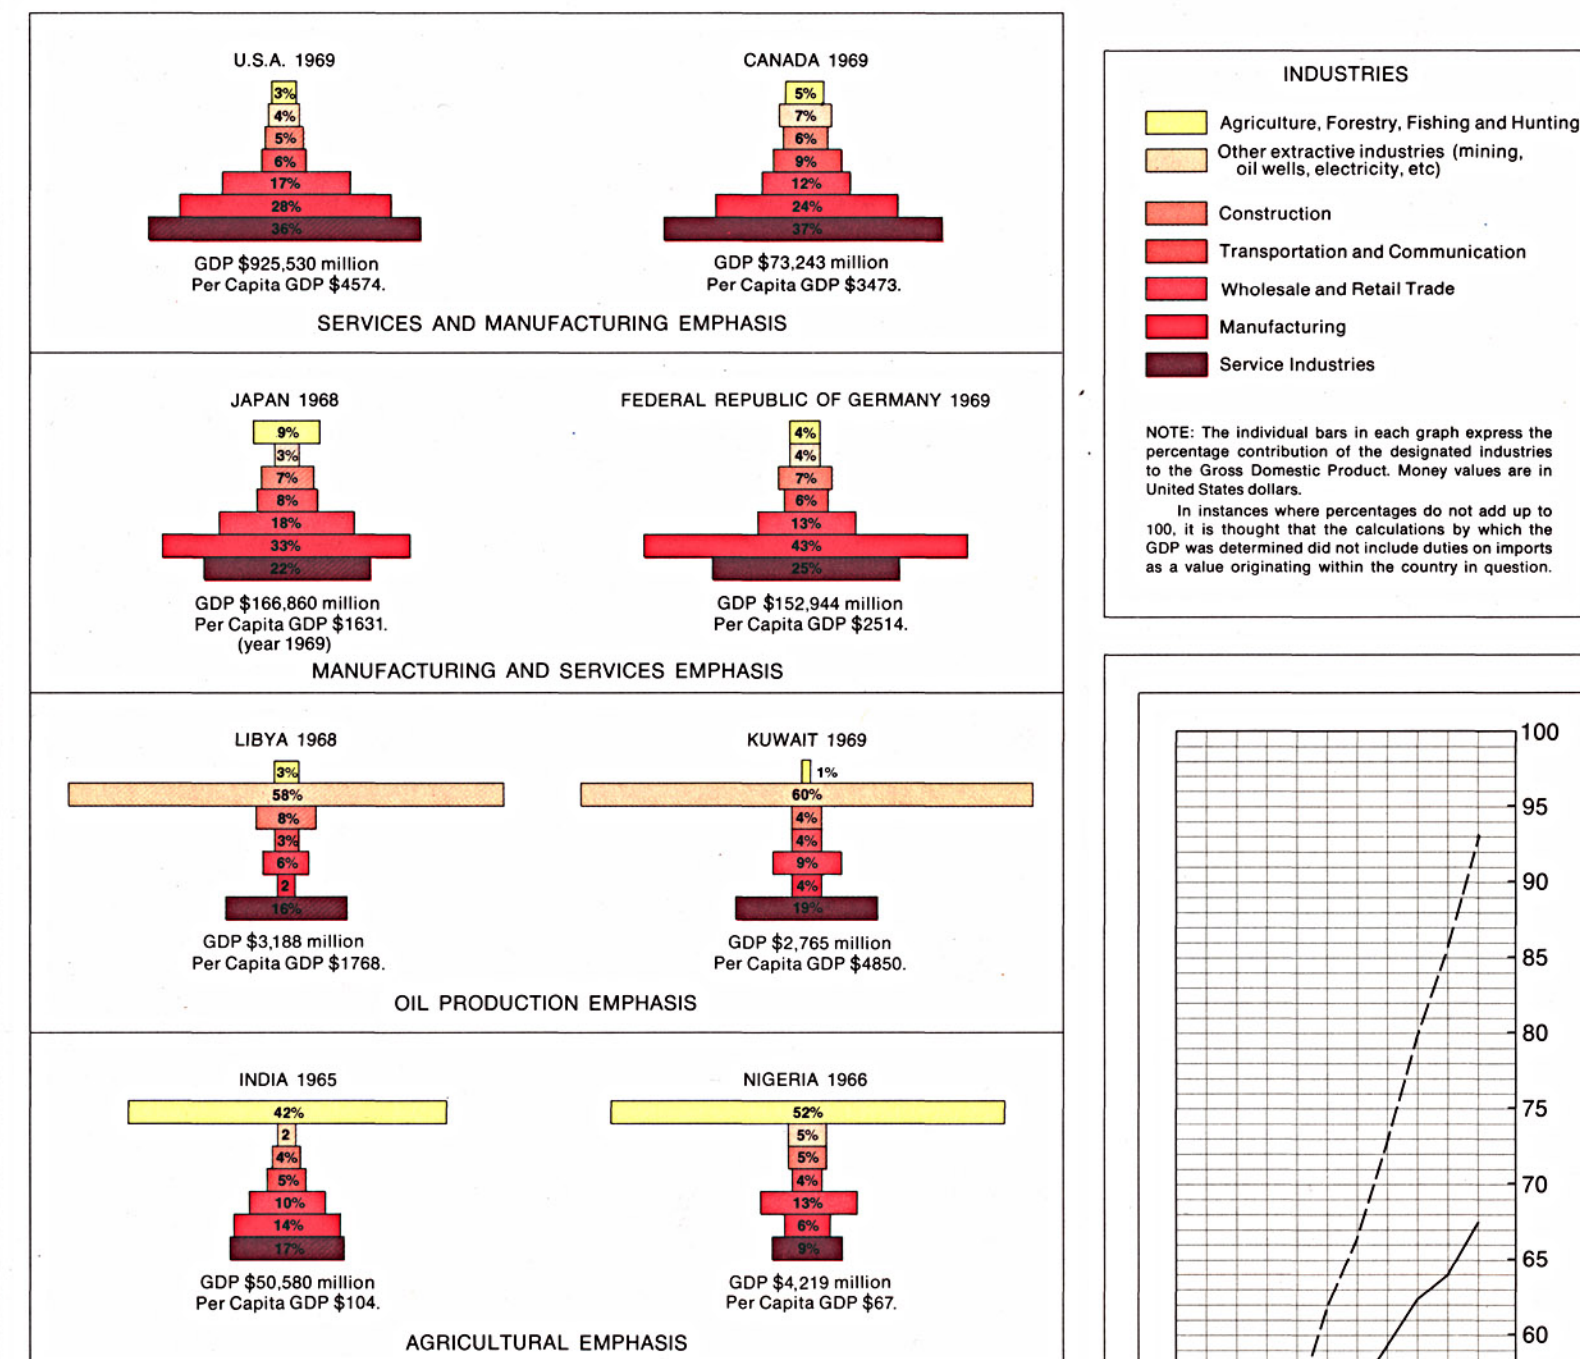 U.S.A. 1969
3%
4%
5%
6%
17%
28%
36%
GDP $925,530 million
Per Capita GDP $4574.
CANADA 1969
5%
7%
6%
9%
12%
24%
37%
GDP $73,243 million
Per Capita GDP $3473.
SERVICES AND MANUFACTURING EMPHASIS
JAPAN 1968
9%
3%
7%
8%
18%
33%
22%
GDP $166,860 million
Per Capita GDP $1631.
(year 1969)
FEDERAL REPUBLIC OF GERMANY 1969
4%
4%
7%
6%
13%
43%
25%
GDP $152,944 million
Per Capita GDP $2514.
MANUFACTURING AND SERVICES EMPHASIS
LIBYA 1968
3%
58%
8%
3%
6%
2
16%
GDP $3,188 million
Per Capita GDP $1768.
KUWAIT 1969
1%
60%
4%
4%
9%
4%
19%
GDP $2,765 million
Per Capita GDP $4850.
OIL PRODUCTION EMPHASIS
INDIA 1965
42%
2
4%
5%
10%
14%
17%
GDP $50,580 million
Per Capita GDP $104.
NIGERIA 1966
52%
5%
5%
4%
13%
6%
9%
GDP $4,219 million
Per Capita GDP $67.
AGRICULTURAL EMPHASIS
INDUSTRIES
Agriculture, Forestry, Fishing and Hunting
Other extractive industries (mining,
oil wells, electricity, etc)
Construction
Transportation and Communication
Wholesale and Retail Trade
Manufacturing
Service Industries
NOTE: The individual bars in each graph express the
percentage contribution of the designated industries
to the Gross Domestic Product. Money values are in
United States dollars.
In instances where percentages do not add up to
100, it is thought that the calculations by which the
GDP was determined did not include duties on imports
as a value originating within the country in question.
100
95
90
85
80
75
70
65
60